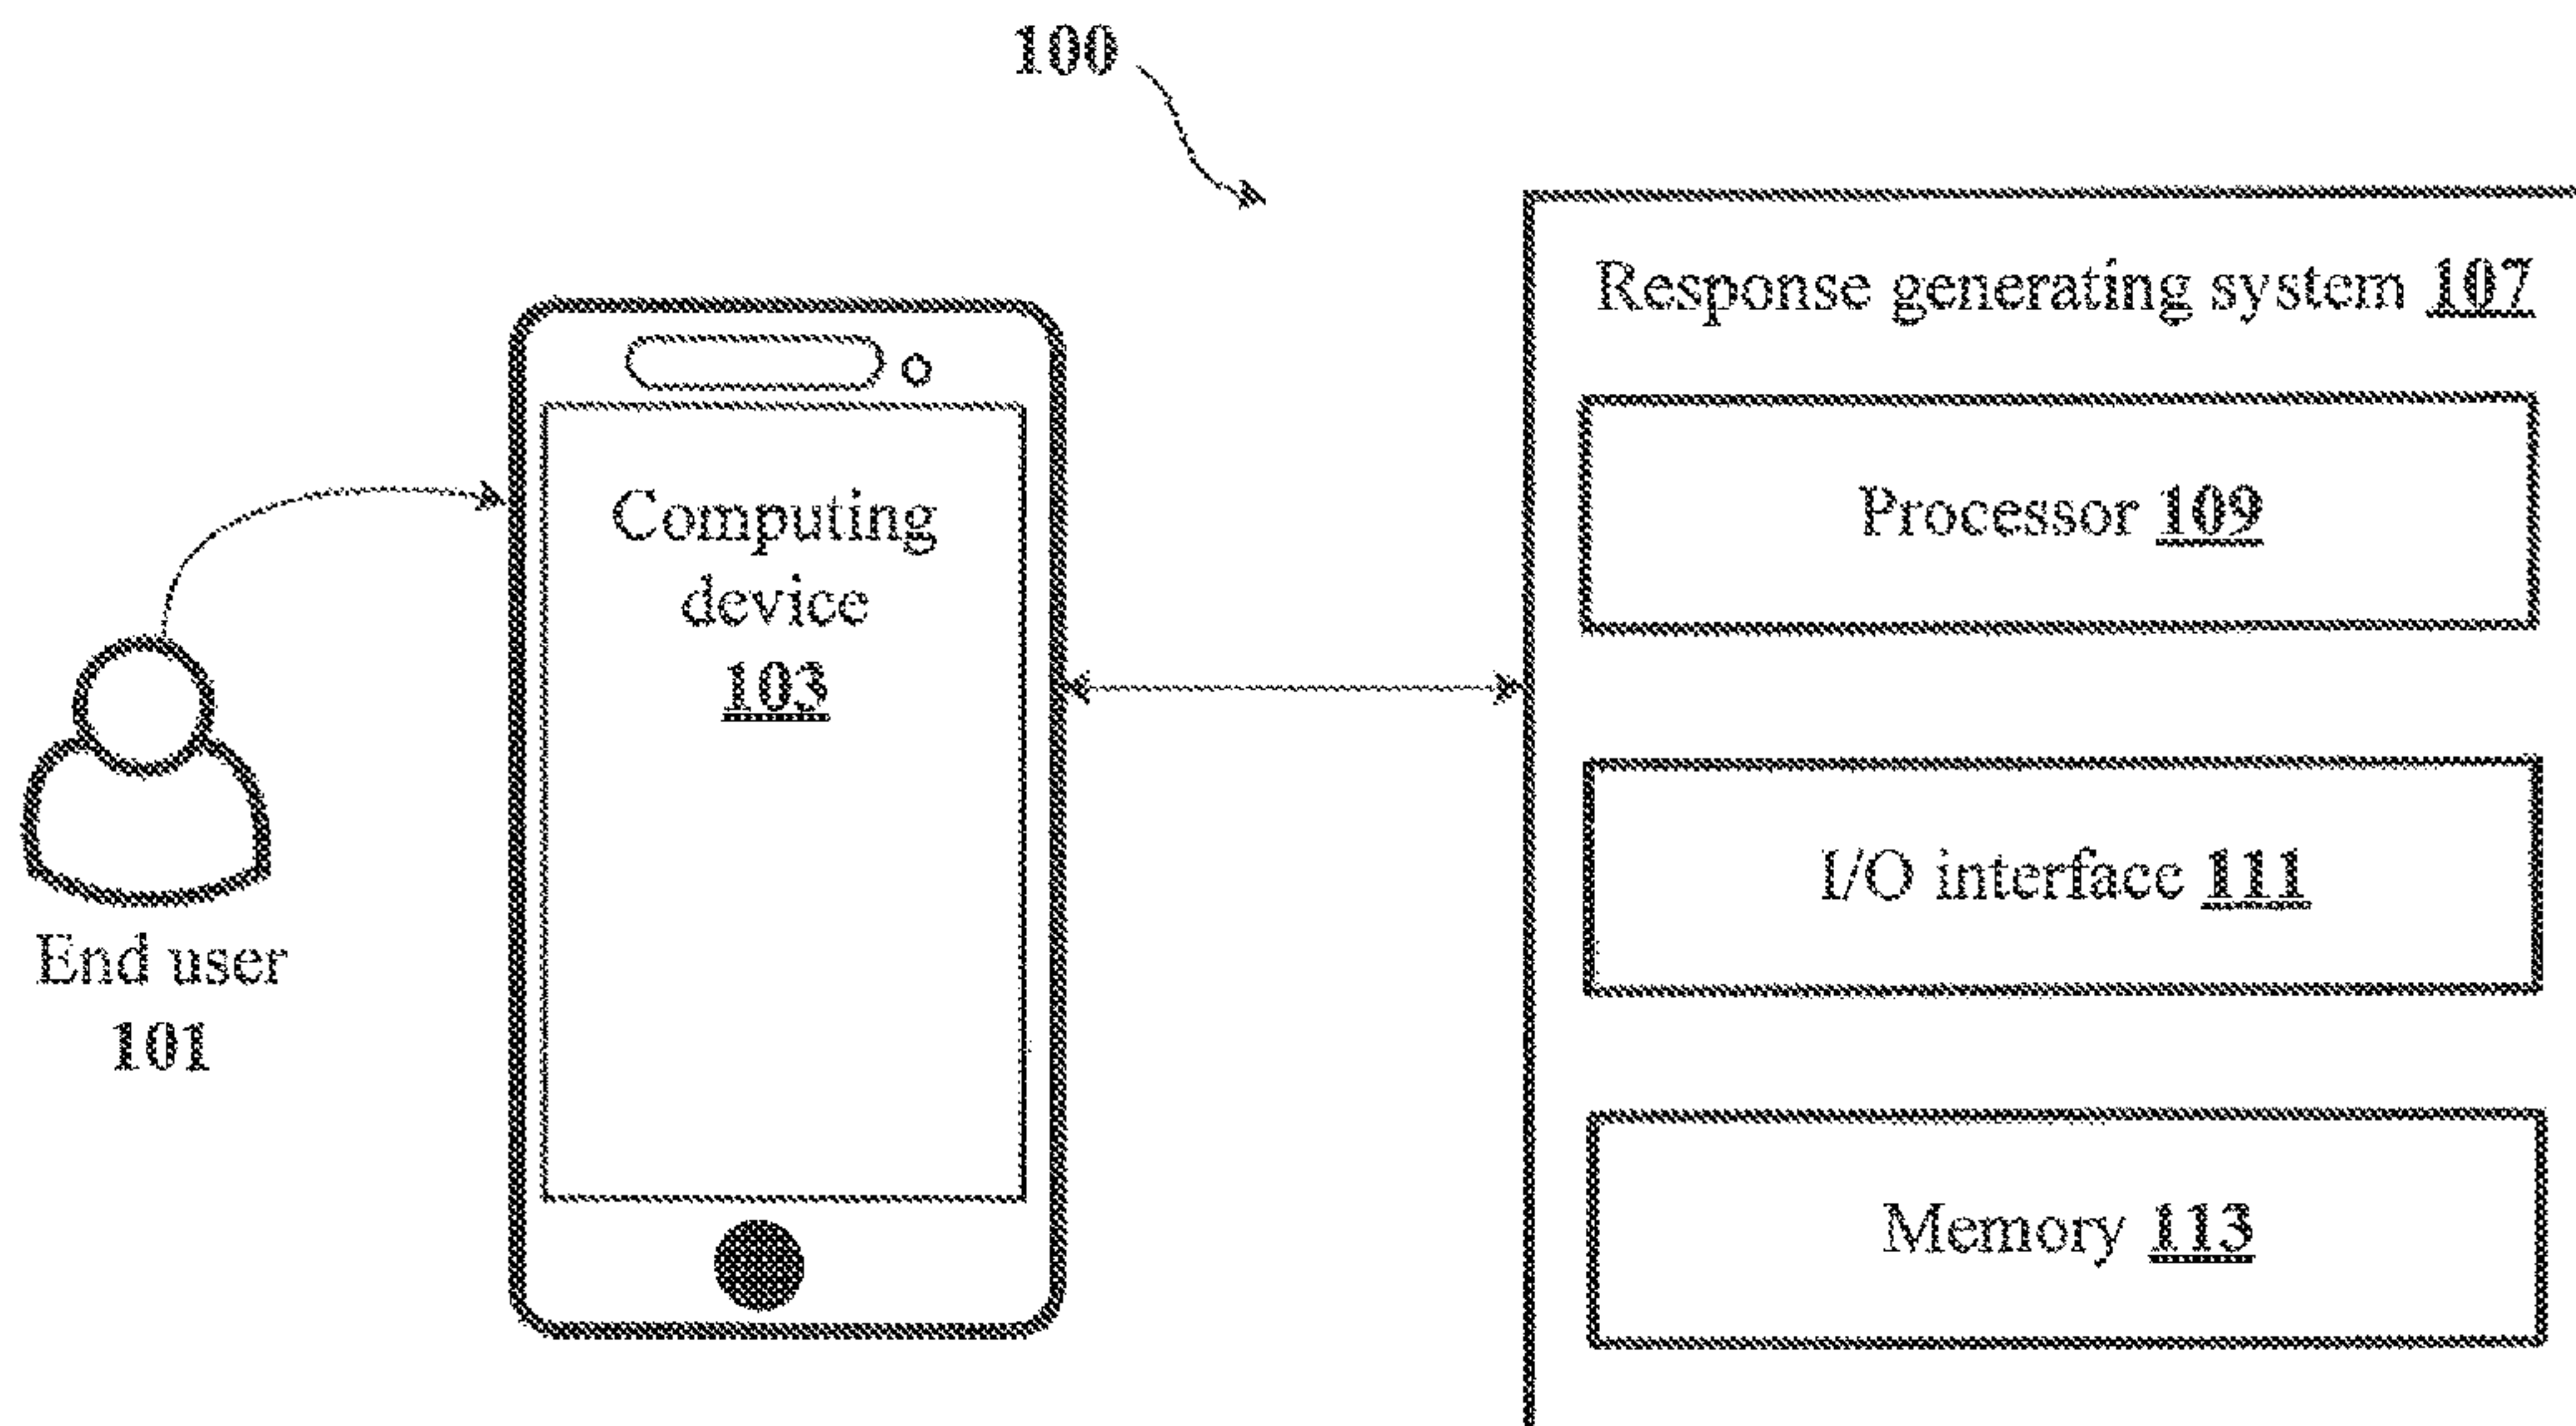 100
Response generating system 107
Processor 109
Computing
device
103
I/O interface 111
End user
101
Memory 113